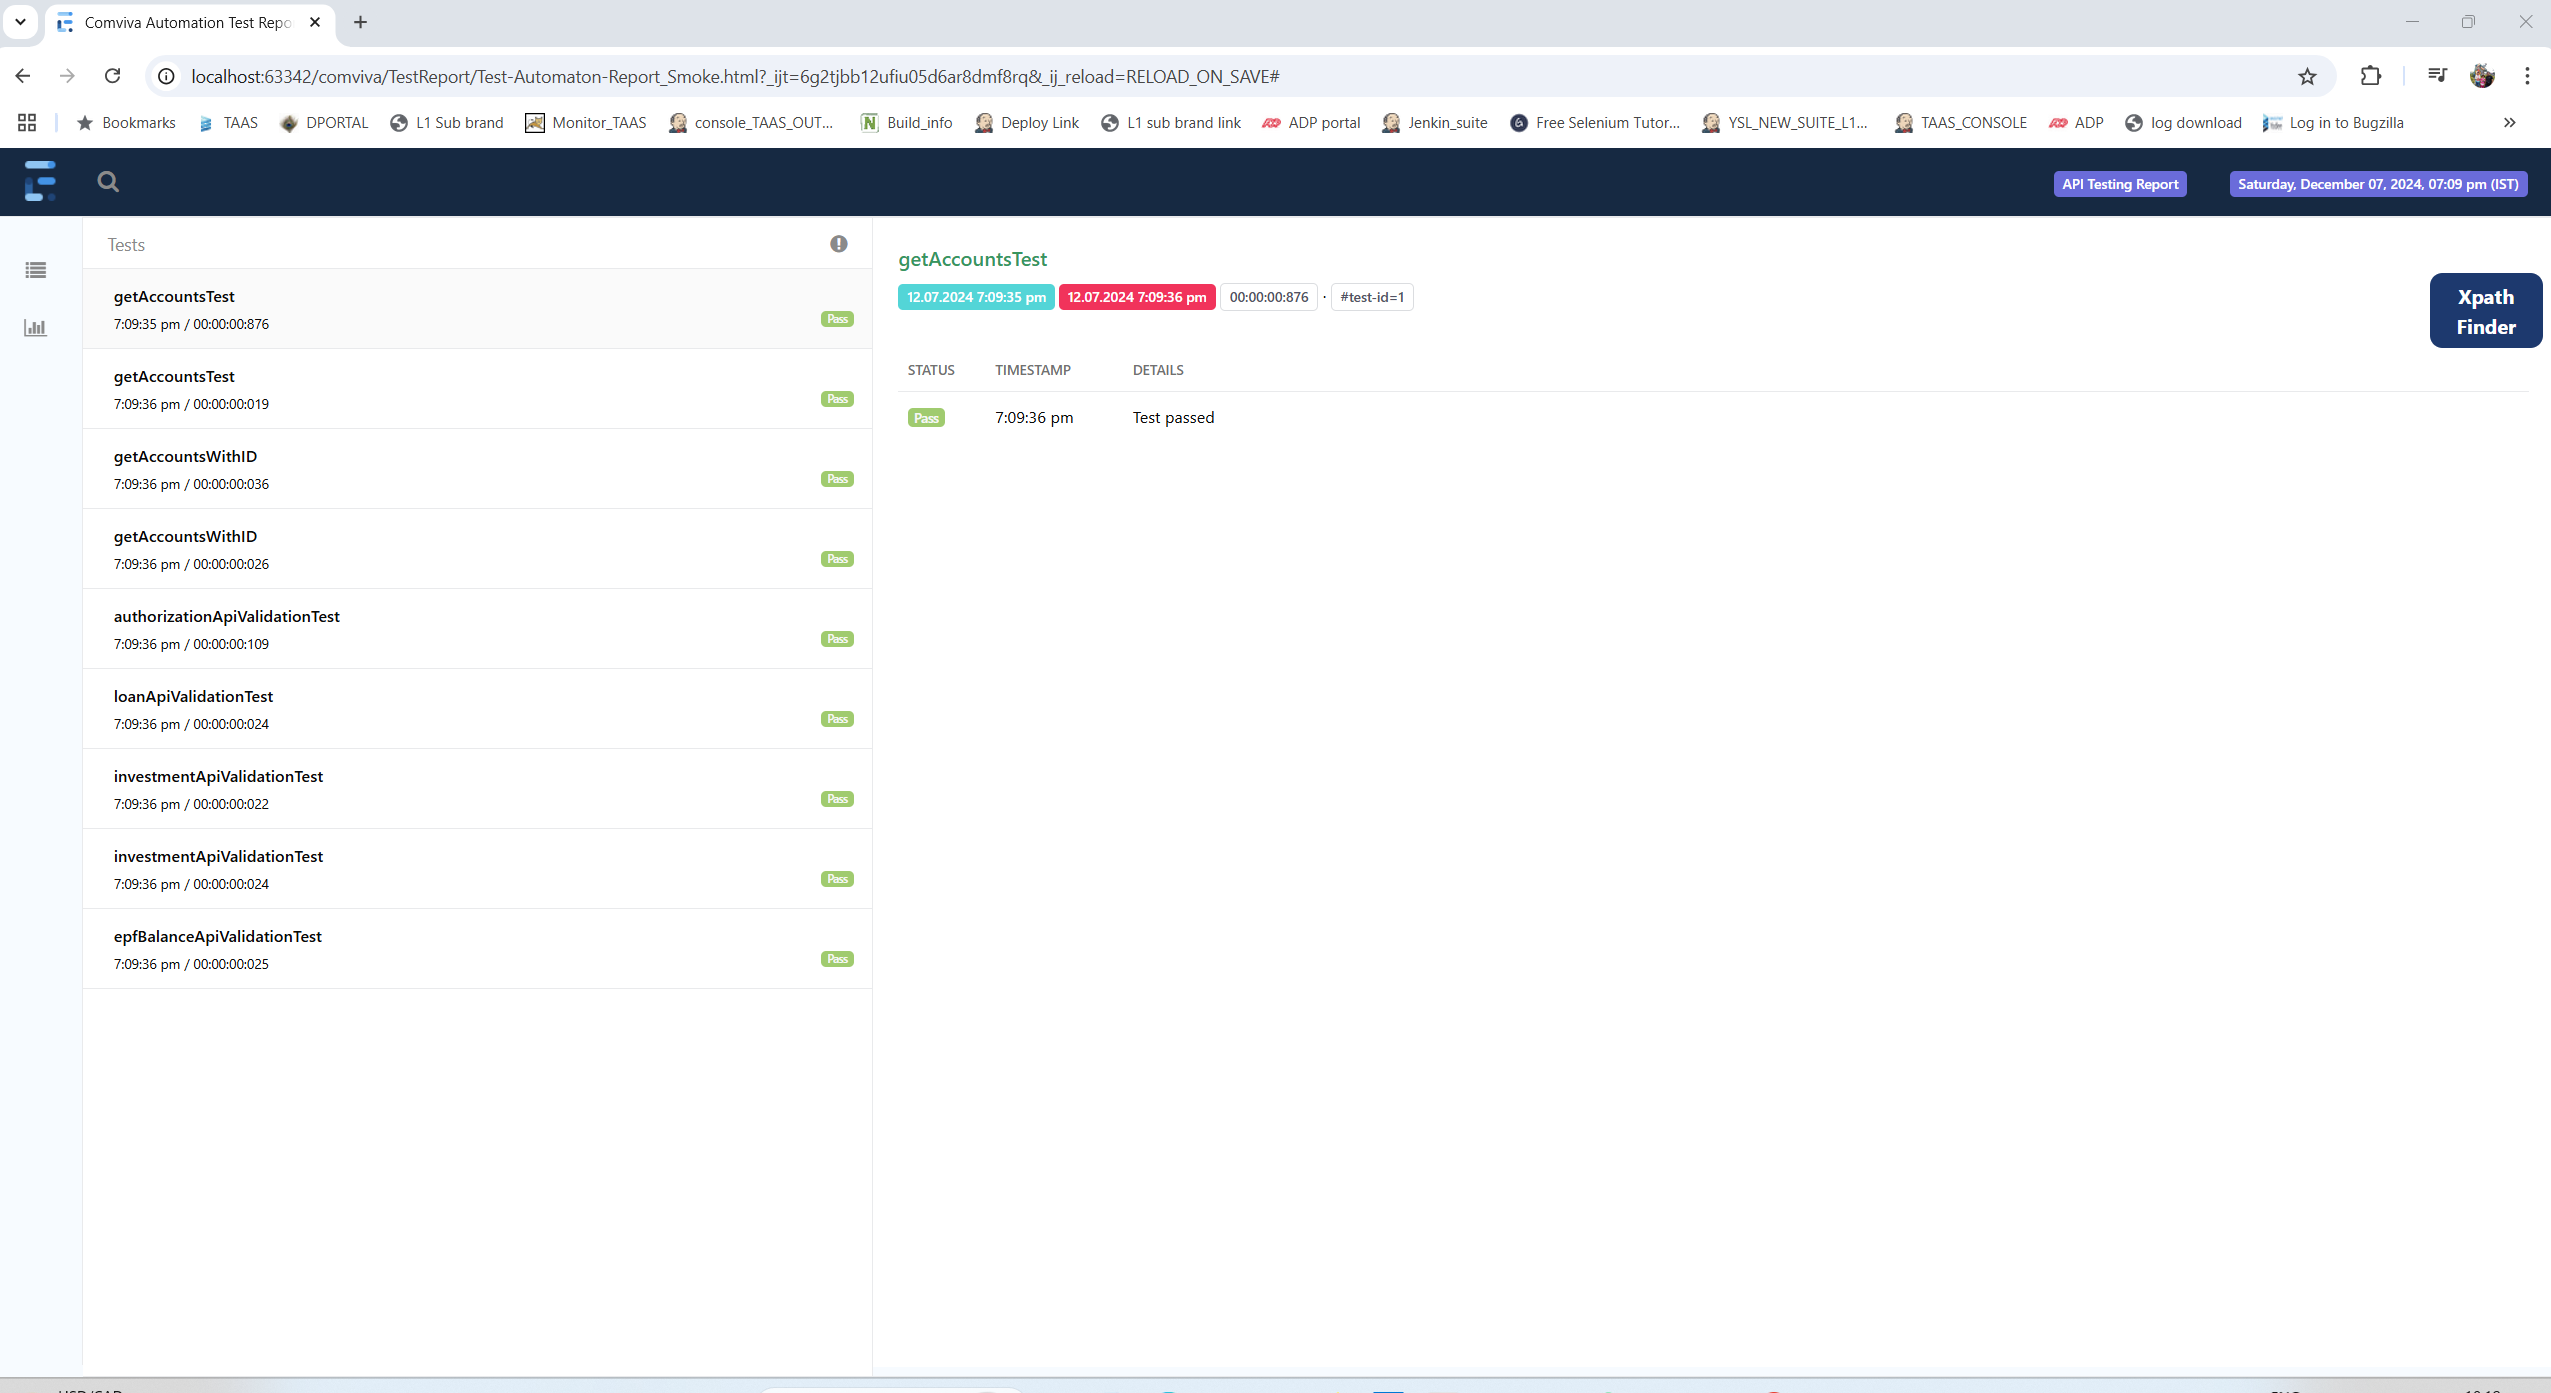 Comviva Automation Test Repo
localhost:63342/comviva/TestReport/Test-Automaton-Report_Smoke.html?_ijt=6g2tjbb12ufiu05d6ar8dmf8rq&_ij_reload=RELOAD_ON_SAVE#
Bookmarks TAAS DPORTAL L1 Sub brand Monitor_TAAS console_TAAS_OUT... Build_info Deploy Link L1 sub brand link ADP portal Jenkin_suite Free Selenium Tutor... YSL_NEW_SUITE_L1... TAAS_CONSOLE ADP log download Log in to Bugzilla
API Testing Report Saturday, December 07, 2024, 07:09 pm (IST)
Tests
getAccountsTest
7:09:35 pm / 00:00:00:876
Pass
getAccountsTest
7:09:36 pm / 00:00:00:019
Pass
getAccountsWithID
7:09:36 pm / 00:00:00:036
Pass
getAccountsWithID
7:09:36 pm / 00:00:00:026
Pass
authorizationApiValidationTest
7:09:36 pm / 00:00:00:109
Pass
loanApiValidationTest
7:09:36 pm / 00:00:00:024
Pass
investmentApiValidationTest
7:09:36 pm / 00:00:00:022
Pass
investmentApiValidationTest
7:09:36 pm / 00:00:00:024
Pass
epfBalanceApiValidationTest
7:09:36 pm / 00:00:00:025
Pass
getAccountsTest
12.07.2024 7:09:35 pm 12.07.2024 7:09:36 pm 00:00:00:876 · #test-id=1
Xpath
Finder
STATUS TIMESTAMP DETAILS
Pass 7:09:36 pm Test passed